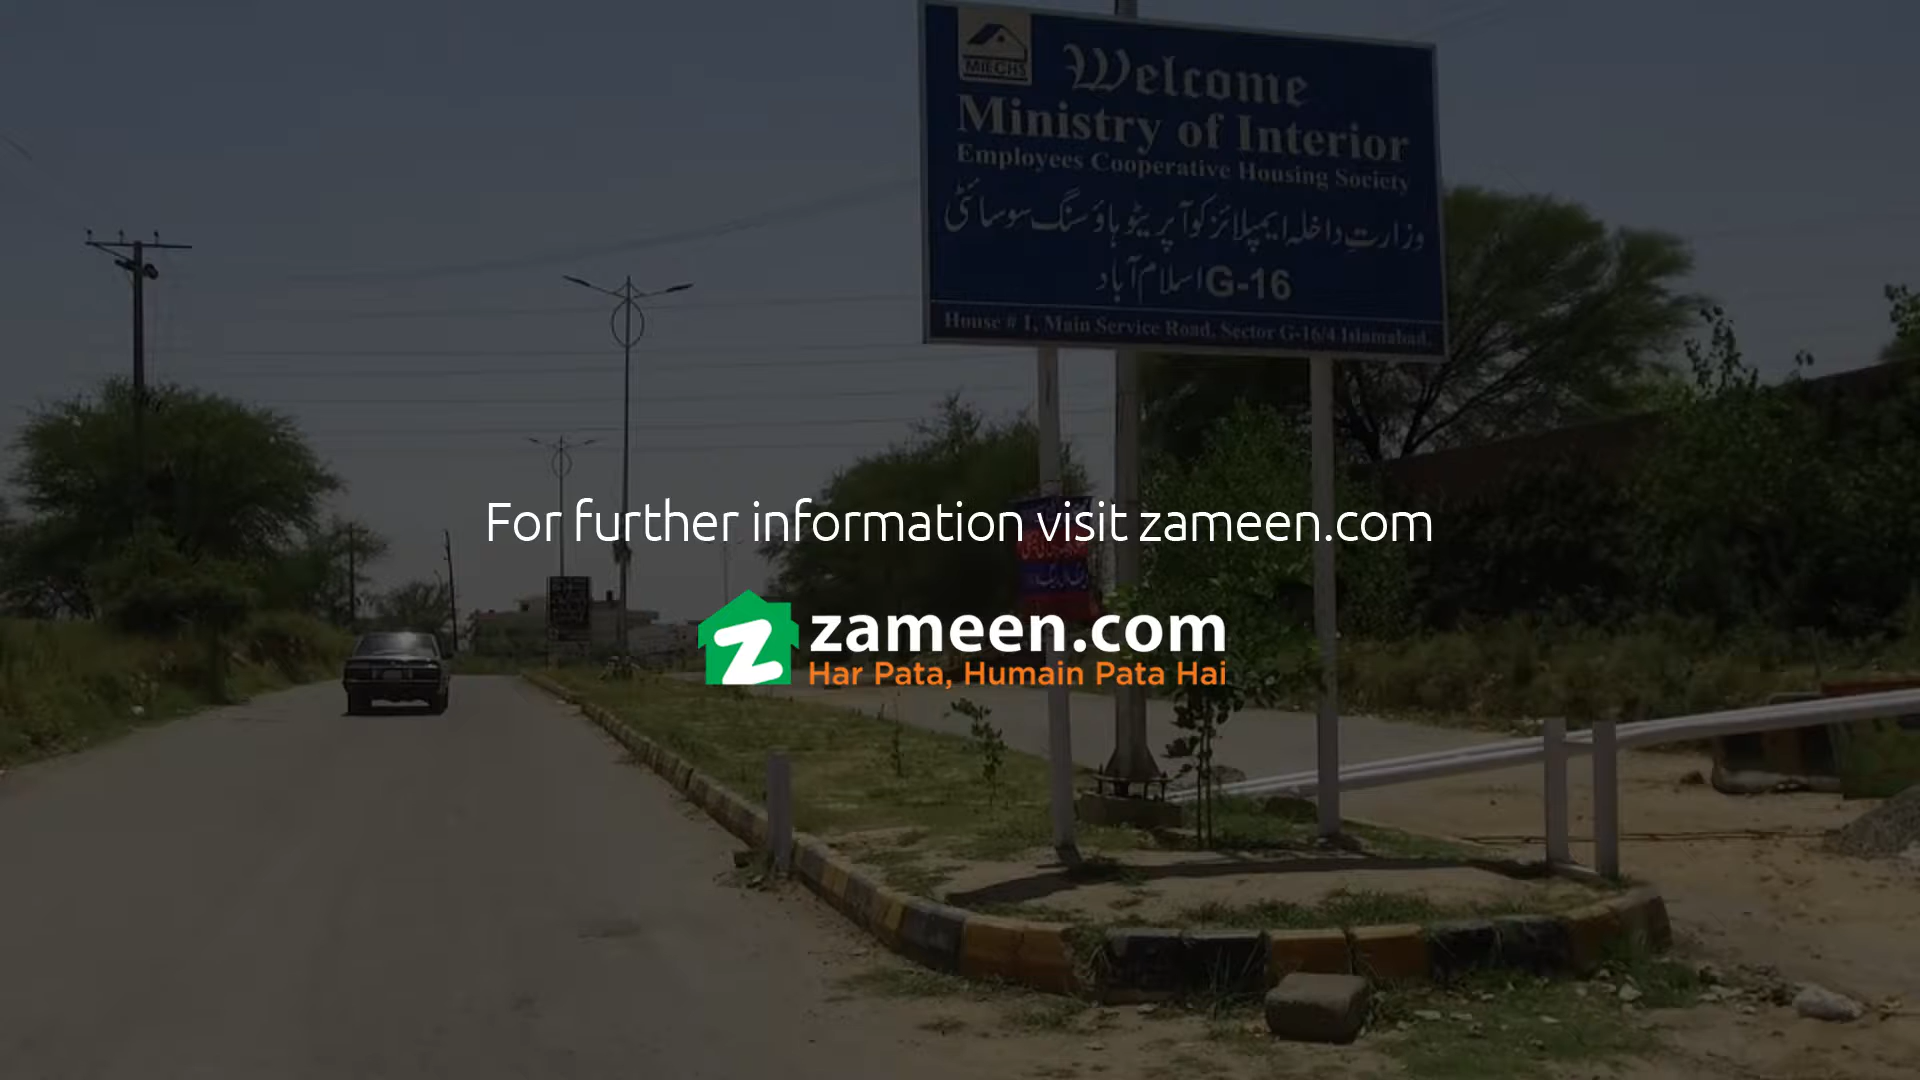 MIECHS
Welcome
Ministry of Interior
Employees Cooperative Housing Society
وزارتِ داخلہ ایمپلائز کوآپریٹو ہاؤسنگ سوسائٹی
G-16 اسلام آباد
House # 1, Main Service Road, Sector G-16/4 Islamabad.
For further information visit zameen.com
zameen.com
Har Pata, Humain Pata Hai